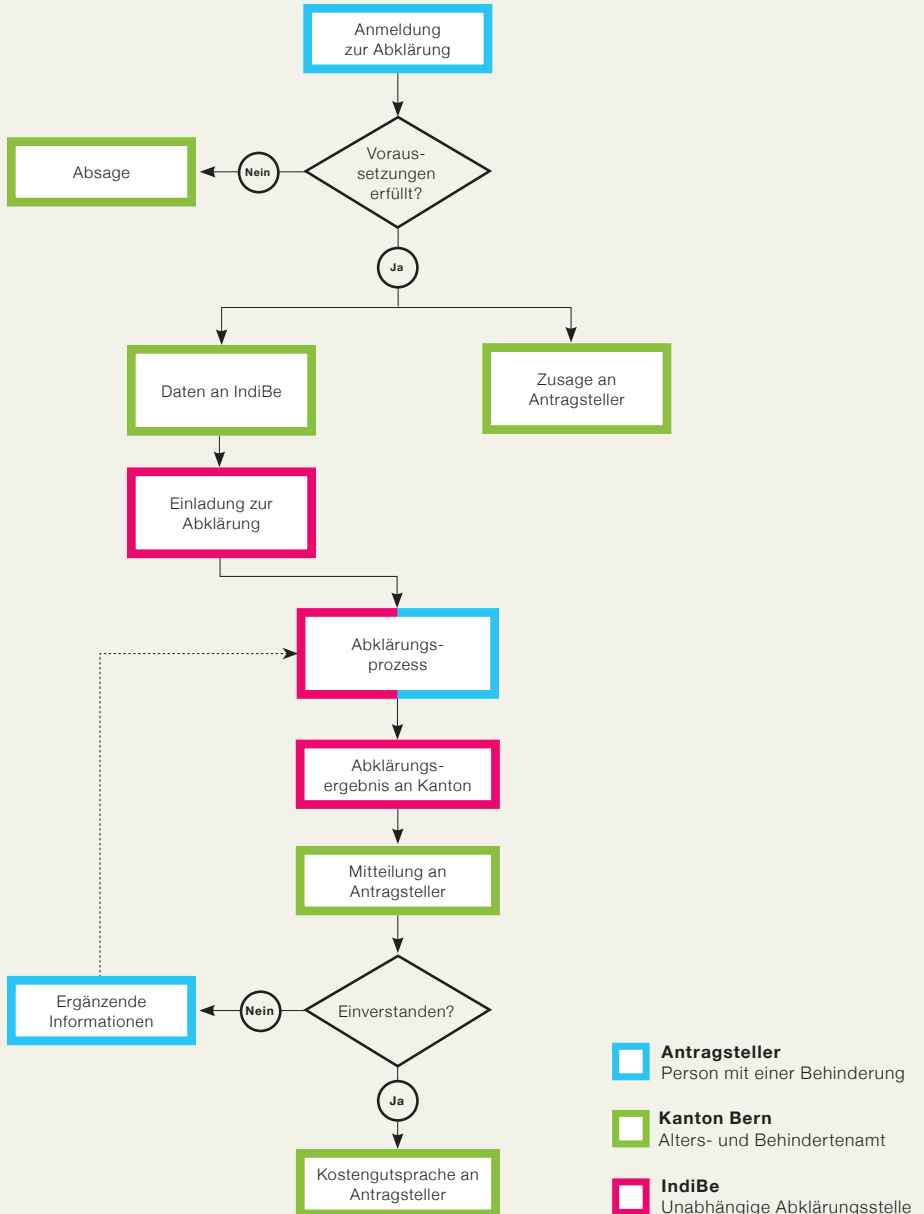 Anmeldung
zur Abklärung
Voraus-
setzungen
erfüllt?
Nein
Absage
Ja
Daten an IndiBe
Zusage an
Antragsteller
Einladung zur
Abklärung
Abklärungs-
prozess
Abklärungs-
ergebnis an Kanton
Mitteilung an
Antragsteller
Einverstanden?
Nein
Ergänzende
Informationen
Ja
Kostengutsprache an
Antragsteller
Antragsteller
Person mit einer Behinderung
Kanton Bern
Alters- und Behindertenamt
IndiBe
Unabhängige Abklärungsstelle